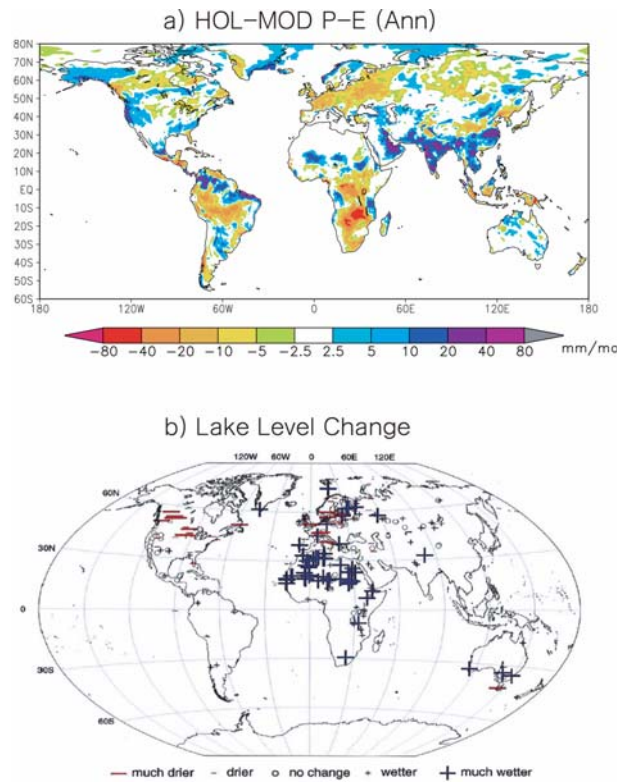 a) HOL-MOD P-E (Ann)
80N
70N
60N
50N
40N
30N
20N
10N
EQ
10S
20S
30S
40S
50S
60S
180 120W 60W 0 60E 120E 180
-80 -40 -20 -10 -5 -2.5 2.5 5 10 20 40 80 mm/mo
b) Lake Level Change
120W 60W 0 60E 120E
60N
30N
0
30S
60S
much drier drier no change wetter much wetter